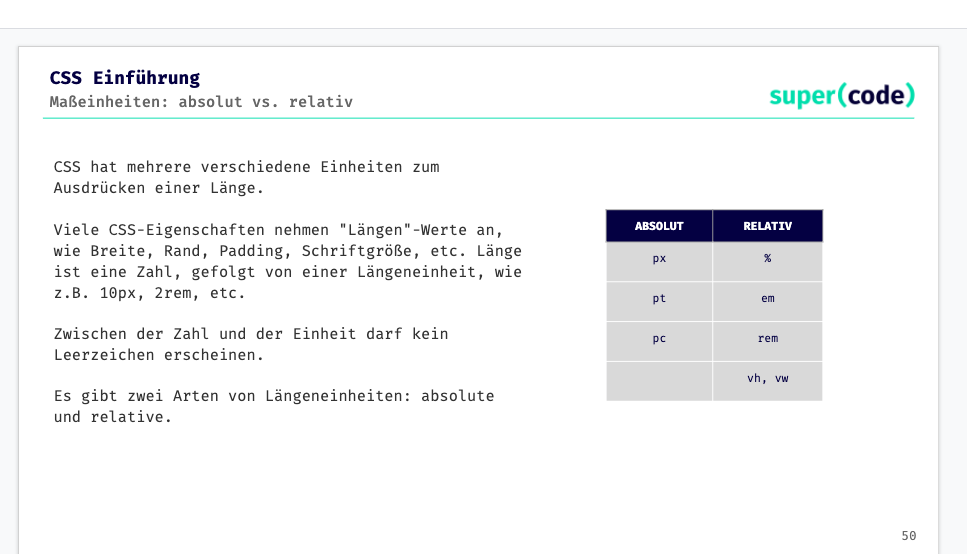 CSS Einführung
Maßeinheiten: absolut vs. relativ
super(code)
CSS hat mehrere verschiedene Einheiten zum
Ausdrücken einer Länge.
Viele CSS-Eigenschaften nehmen "Längen"-Werte an,
wie Breite, Rand, Padding, Schriftgröße, etc. Länge
ist eine Zahl, gefolgt von einer Längeneinheit, wie
z.B. 10px, 2rem, etc.
Zwischen der Zahl und der Einheit darf kein
Leerzeichen erscheinen.
Es gibt zwei Arten von Längeneinheiten: absolute
und relative.
ABSOLUT RELATIV
px %
pt em
pc rem
vh, vw
50